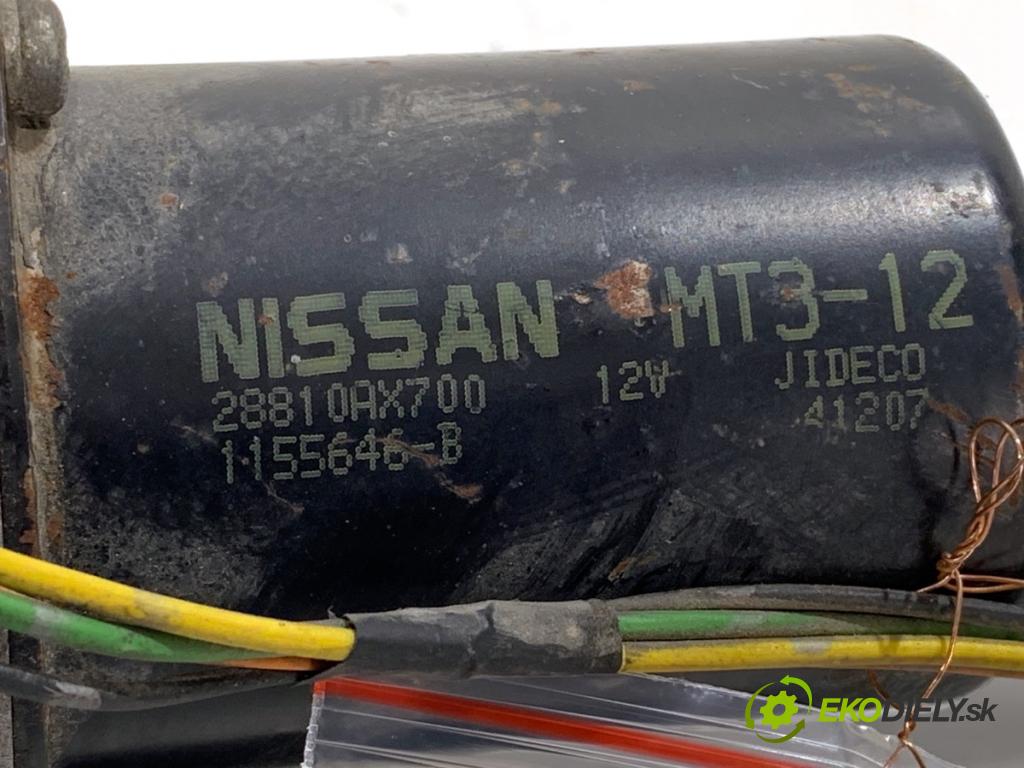 NISSAN MT3-12
28810AX700 12V JIDECO
1155646-B 41207
EKODIELY.sk